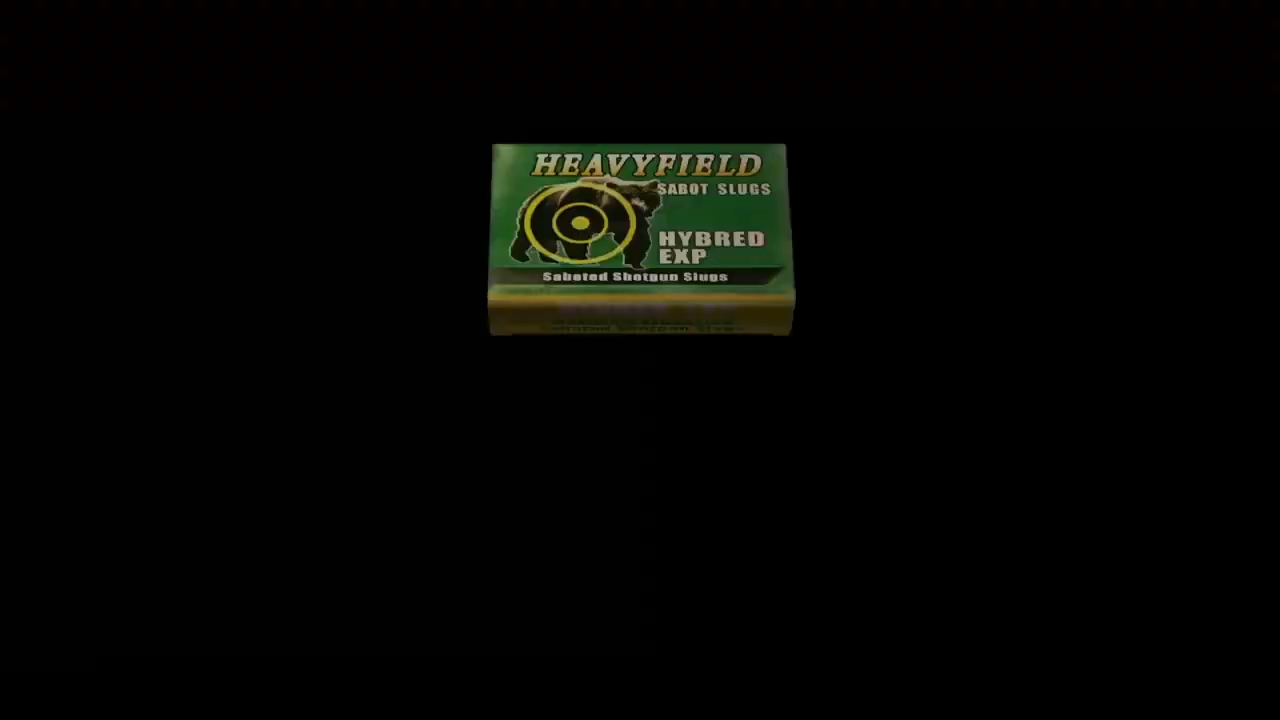 HEAVYFIELD
SABOT SLUGS
HYBRED
EXP
Saboted Shotgun Slugs